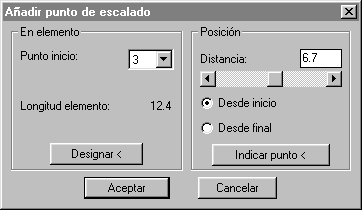 Añadir punto de escalado
En elemento
Punto inicio: 3
Longitud elemento: 12.4
Designar <
Posición
Distancia: 6.7
Desde inicio
Desde final
Indicar punto <
Aceptar
Cancelar